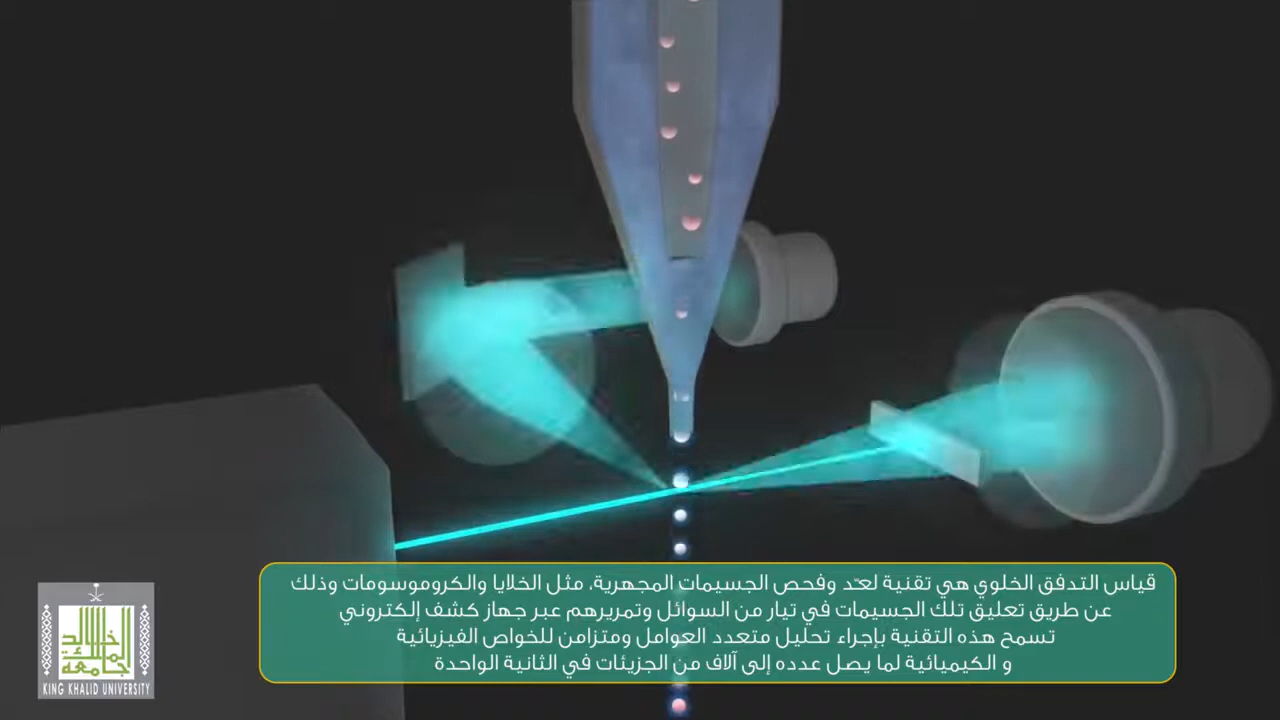 قياس التدفق الخلوي هي تقنية لعدّ وفحص الجسيمات المجهرية، مثل الخلايا والكروموسومات وذلك
عن طريق تعليق تلك الجسيمات في تيار من السوائل وتمريرهم عبر جهاز كشف إلكتروني
تسمح هذه التقنية بإجراء تحليل متعدد العوامل ومتزامن للخواص الفيزيائية
و الكيميائية لما يصل عدده إلى آلاف من الجزيئات في الثانية الواحدة
جامعة الملك خالد
KING KHALID UNIVERSITY